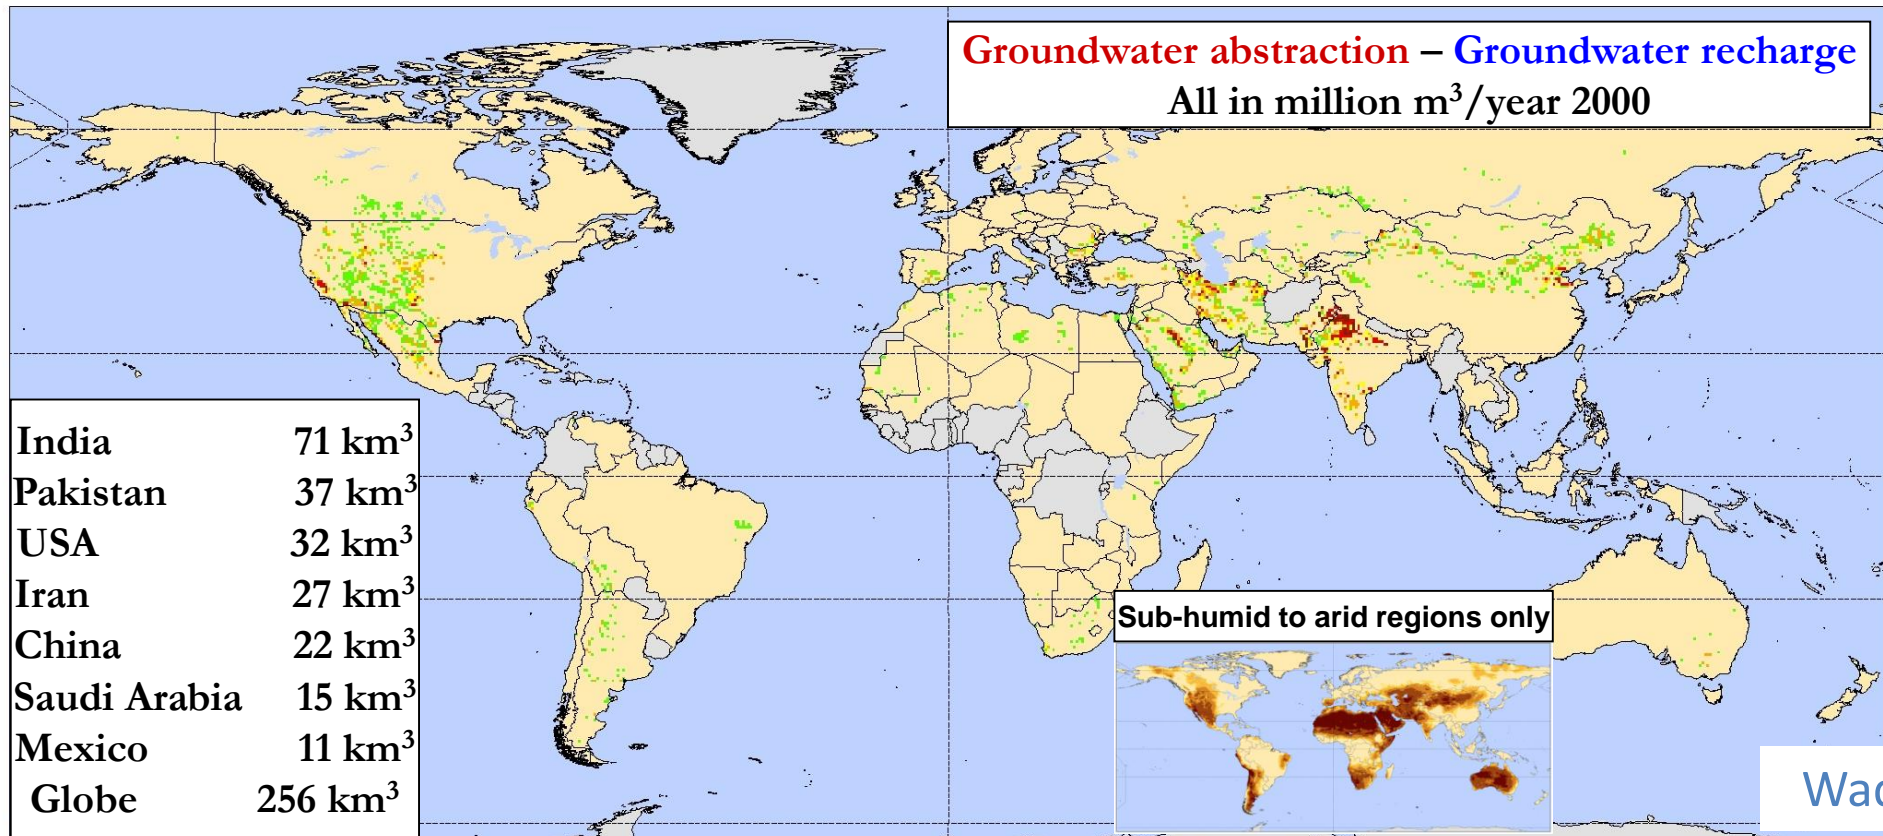 Groundwater abstraction – Groundwater recharge
All in million m³/year 2000
India 71 km³
Pakistan 37 km³
USA 32 km³
Iran 27 km³
China 22 km³
Saudi Arabia 15 km³
Mexico 11 km³
Globe 256 km³
Sub-humid to arid regions only